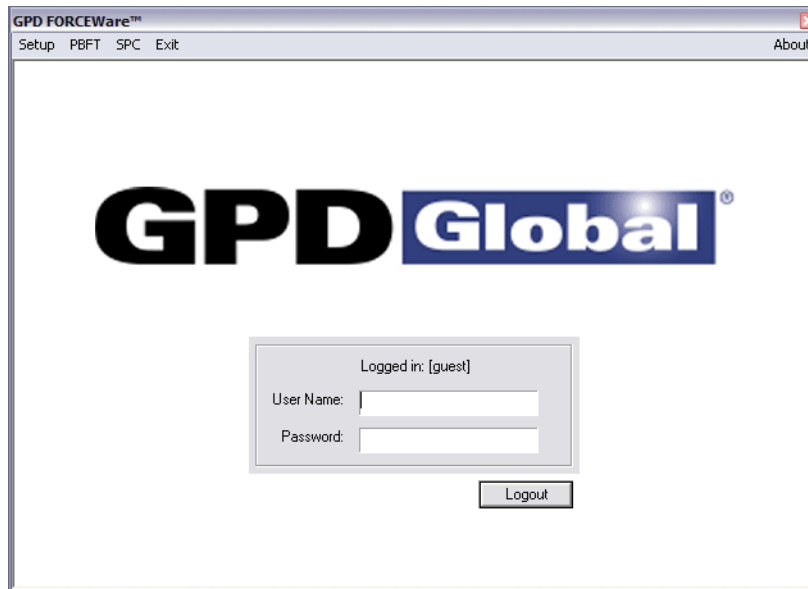 GPD FORCEWare™
Setup PBFT SPC Exit About
GPD Global®
Logged in: [guest]
User Name:
Password:
Logout